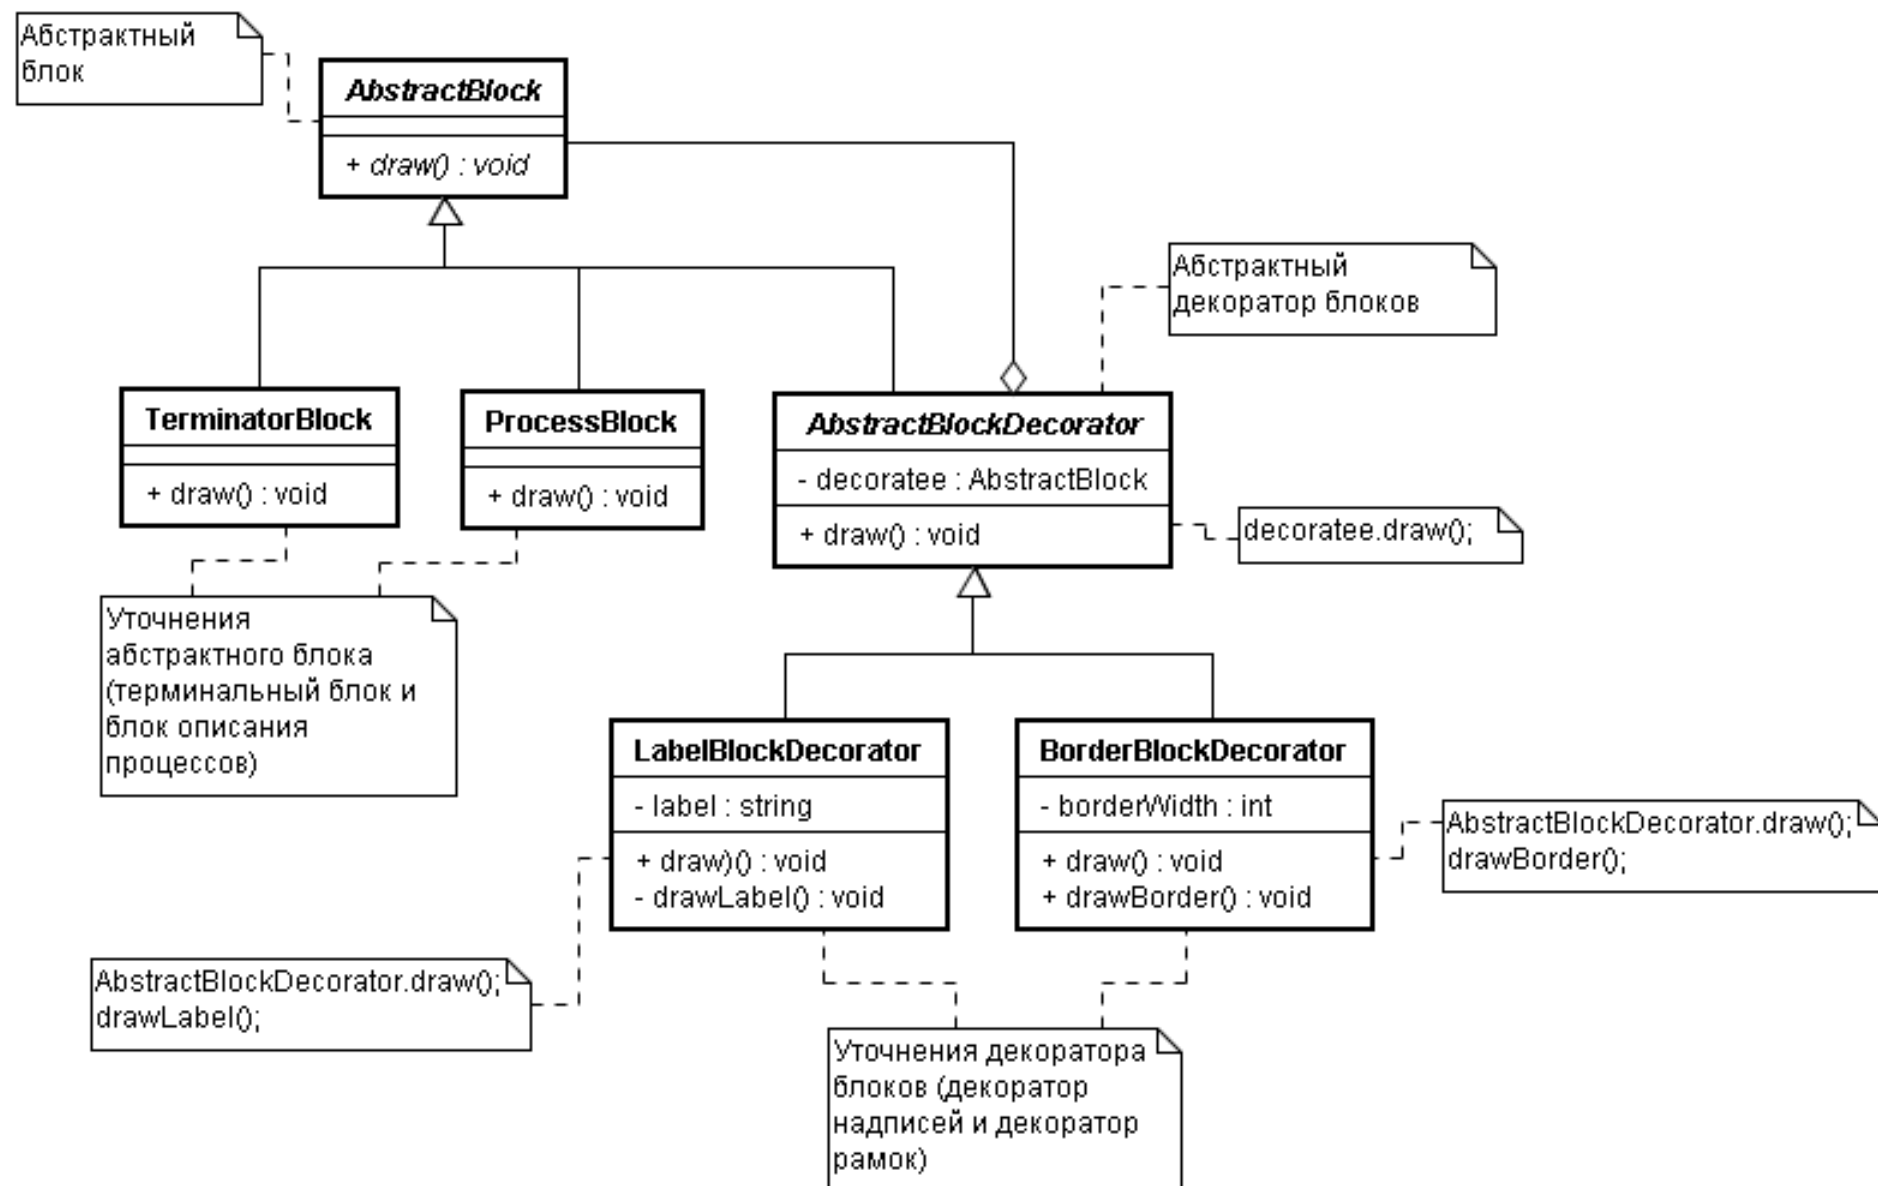 Абстрактный
блок
AbstractBlock
+ draw() : void
Абстрактный
декоратор блоков
TerminatorBlock
+ draw() : void
ProcessBlock
+ draw() : void
AbstractBlockDecorator
- decoratee : AbstractBlock
+ draw() : void
decoratee.draw();
Уточнения
абстрактного блока
(терминальный блок и
блок описания
процессов)
LabelBlockDecorator
- label : string
+ draw)() : void
- drawLabel() : void
BorderBlockDecorator
- borderWidth : int
+ draw() : void
+ drawBorder() : void
AbstractBlockDecorator.draw();
drawBorder();
AbstractBlockDecorator.draw();
drawLabel();
Уточнения декоратора
блоков (декоратор
надписей и декоратор
рамок)